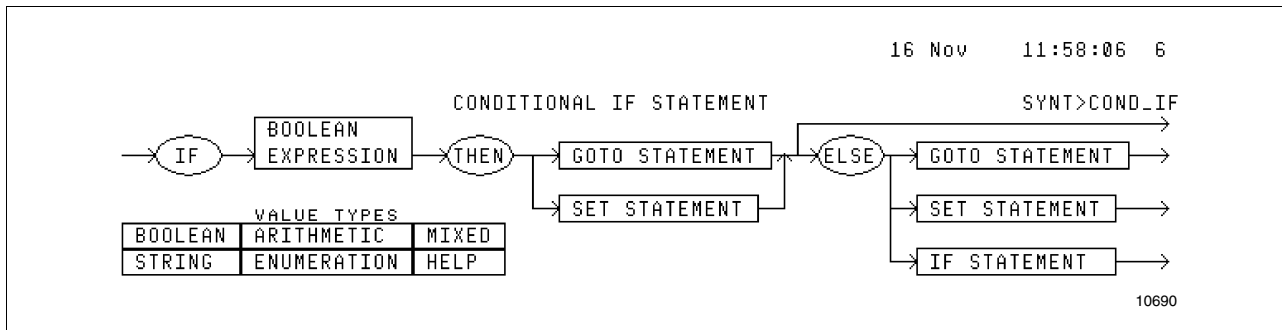 16 Nov 11:58:06 6
CONDITIONAL IF STATEMENT SYNT>COND_IF
IF BOOLEAN EXPRESSION THEN GOTO STATEMENT ELSE GOTO STATEMENT
SET STATEMENT SET STATEMENT
VALUE TYPES
BOOLEAN ARITHMETIC MIXED
STRING ENUMERATION HELP IF STATEMENT
10690